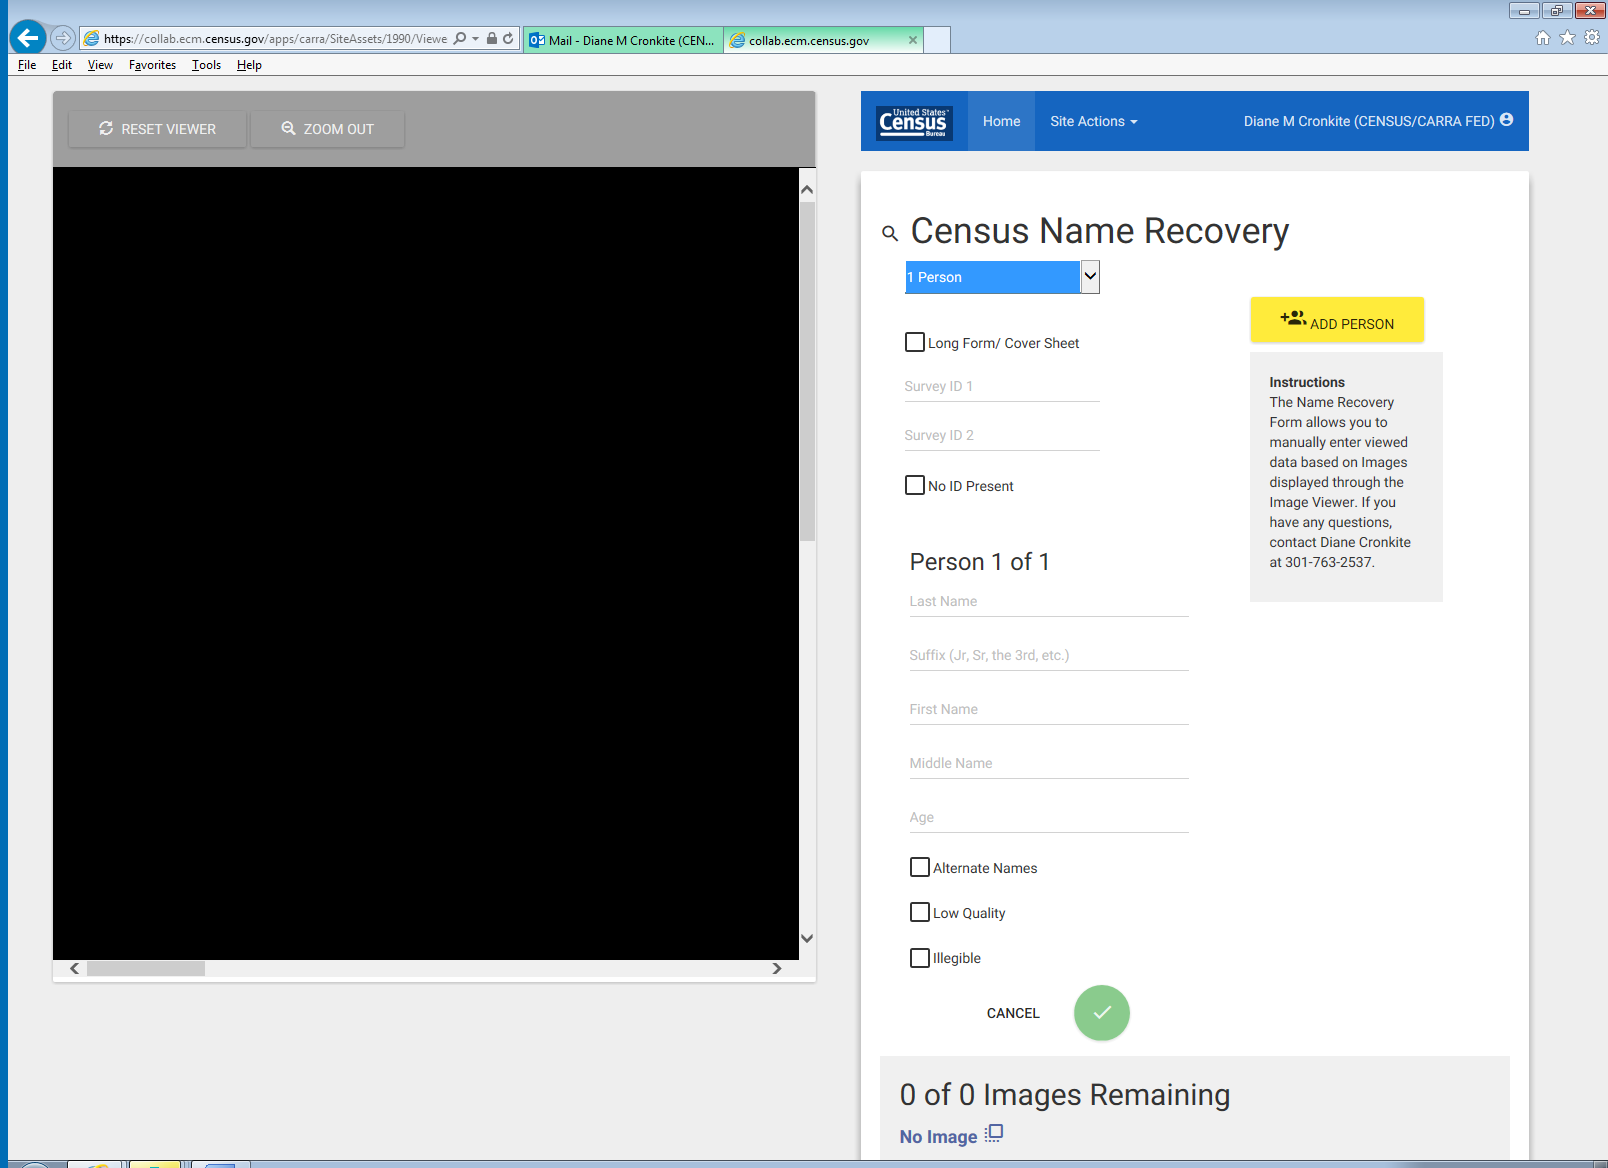 https://collab.ecm.census.gov/apps/carra/SiteAssets/1990/Viewe
Mail - Diane M Cronkite (CEN...
collab.ecm.census.gov
File Edit View Favorites Tools Help
RESET VIEWER
ZOOM OUT
United States
Census
Bureau
Home
Site Actions
Diane M Cronkite (CENSUS/CARRA FED)
Census Name Recovery
1 Person
ADD PERSON
Long Form/ Cover Sheet
Survey ID 1
Survey ID 2
No ID Present
Instructions
The Name Recovery
Form allows you to
manually enter viewed
data based on Images
displayed through the
Image Viewer. If you
have any questions,
contact Diane Cronkite
at 301-763-2537.
Person 1 of 1
Last Name
Suffix (Jr, Sr, the 3rd, etc.)
First Name
Middle Name
Age
Alternate Names
Low Quality
Illegible
CANCEL
0 of 0 Images Remaining
No Image